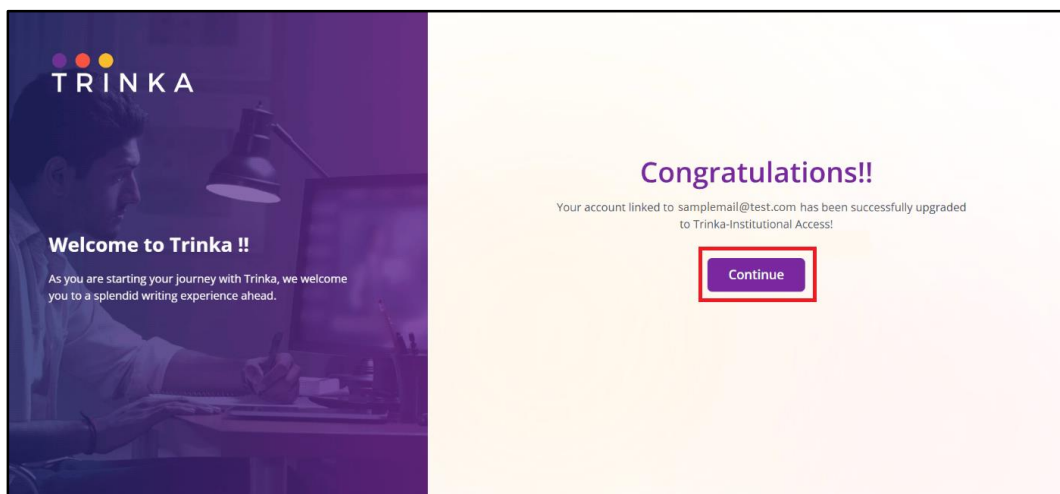 TRINKA
Welcome to Trinka !!
As you are starting your journey with Trinka, we welcome
you to a splendid writing experience ahead.
Congratulations!!
Your account linked to samplemail@test.com has been successfully upgraded
to Trinka-Institutional Access!
Continue